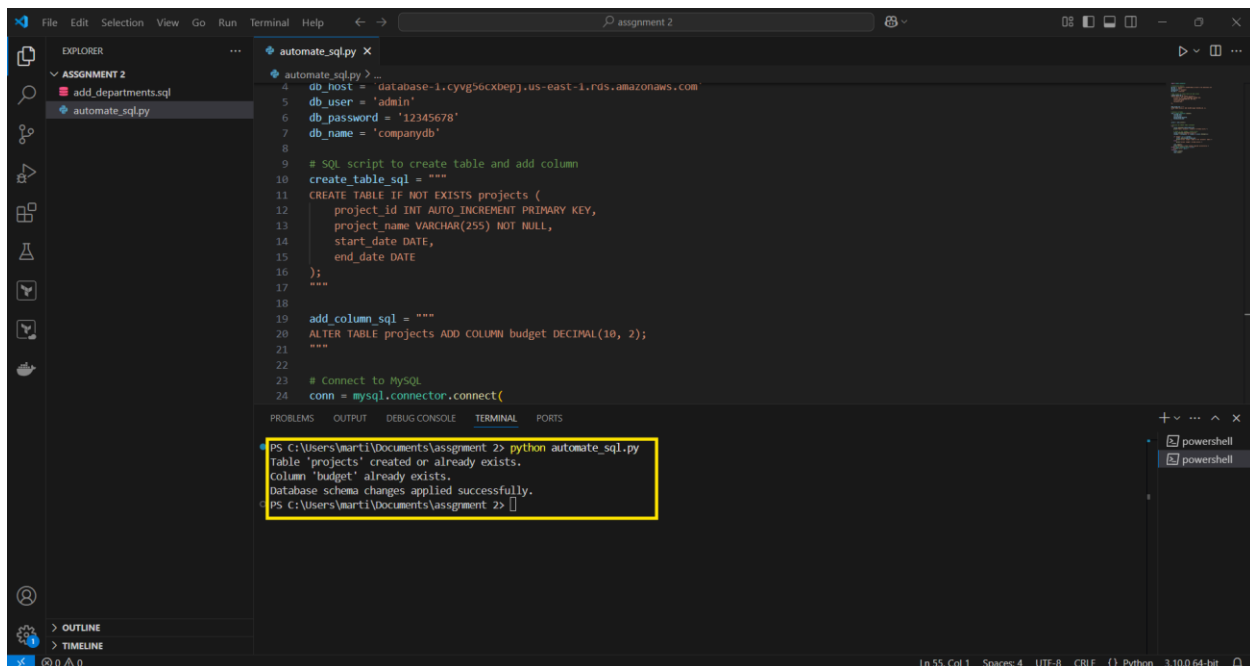 File Edit Selection View Go Run Terminal Help
assgnment 2
EXPLORER
ASSGNMENT 2
add_departments.sql
automate_sql.py
automate_sql.py
automate_sql.py > ...
4 db_host = 'database-1.cyvg56cxbepj.us-east-1.rds.amazonaws.com'
5 db_user = 'admin'
6 db_password = '12345678'
7 db_name = 'companydb'
8
9 # SQL script to create table and add column
10 create_table_sql = """
11 CREATE TABLE IF NOT EXISTS projects (
12 project_id INT AUTO_INCREMENT PRIMARY KEY,
13 project_name VARCHAR(255) NOT NULL,
14 start_date DATE,
15 end_date DATE
16 );
17 """
18
19 add_column_sql = """
20 ALTER TABLE projects ADD COLUMN budget DECIMAL(10, 2);
21 """
22
23 # Connect to MySQL
24 conn = mysql.connector.connect(
PROBLEMS OUTPUT DEBUG CONSOLE TERMINAL PORTS
PS C:\Users\marti\Documents\assgnment 2> python automate_sql.py
Table 'projects' created or already exists.
Column 'budget' already exists.
Database schema changes applied successfully.
PS C:\Users\marti\Documents\assgnment 2>
powershell
powershell
OUTLINE
TIMELINE
1
0 0
Ln 55, Col 1 Spaces: 4 UTF-8 CRLF {} Python 3.10.0 64-bit